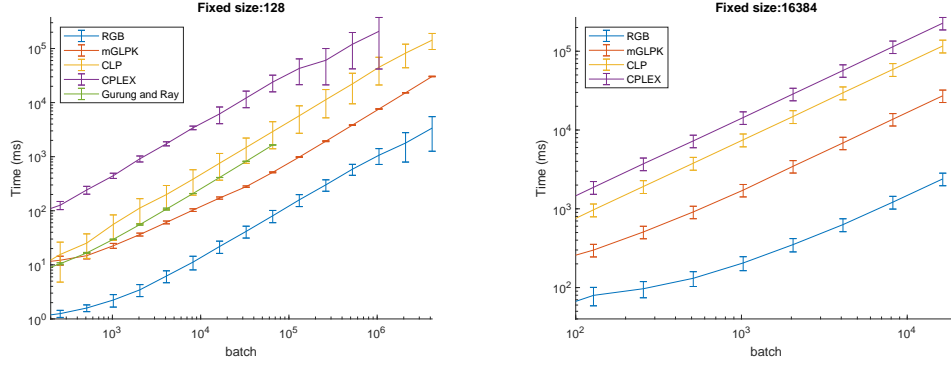 Fixed size:128
RGB
mGLPK
CLP
CPLEX
Gurung and Ray
Time (ms)
10^5
10^4
10^3
10^2
10^1
10^0
10^3
10^4
10^5
10^6
batch
Fixed size:16384
RGB
mGLPK
CLP
CPLEX
Time (ms)
10^5
10^4
10^3
10^2
10^2
10^3
10^4
batch